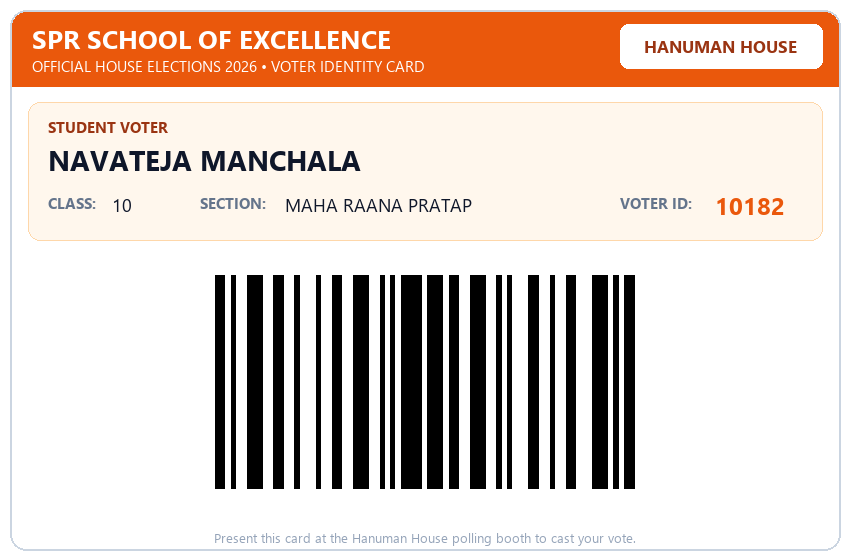 SPR SCHOOL OF EXCELLENCE
OFFICIAL HOUSE ELECTIONS 2026 • VOTER IDENTITY CARD
HANUMAN HOUSE
STUDENT VOTER
NAVATEJA MANCHALA
CLASS: 10 SECTION: MAHA RAANA PRATAP VOTER ID: 10182
Present this card at the Hanuman House polling booth to cast your vote.